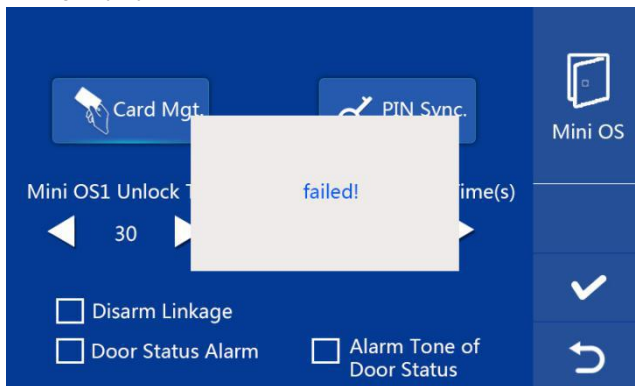 Card Mgt.
PIN Sync.
Mini OS
Mini OS1 Unlock
failed!
ime(s)
30
Disarm Linkage
Door Status Alarm
Alarm Tone of
Door Status